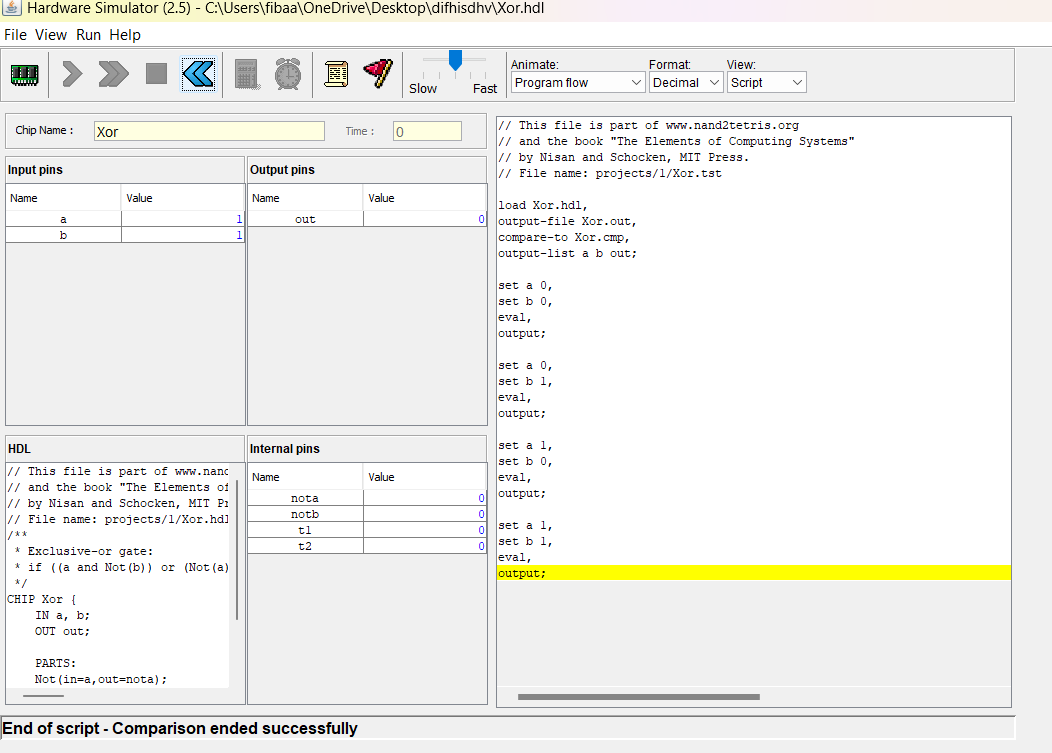 Hardware Simulator (2.5) - C:\Users\fibaa\OneDrive\Desktop\difhisdhv\Xor.hdl
File View Run Help
Slow Fast
Animate: Format: View:
Program flow Decimal Script
Chip Name : Xor Time : 0
Input pins
Name Value
a 1
b 1
Output pins
Name Value
out 0
HDL
// This file is part of www.nand
// and the book "The Elements of
// by Nisan and Schocken, MIT Pr
// File name: projects/1/Xor.hdl
/**
* Exclusive-or gate:
* if ((a and Not(b)) or (Not(a)
*/
CHIP Xor {
IN a, b;
OUT out;
PARTS:
Not(in=a,out=nota);
Internal pins
Name Value
nota 0
notb 0
t1 0
t2 0
// This file is part of www.nand2tetris.org
// and the book "The Elements of Computing Systems"
// by Nisan and Schocken, MIT Press.
// File name: projects/1/Xor.tst
load Xor.hdl,
output-file Xor.out,
compare-to Xor.cmp,
output-list a b out;
set a 0,
set b 0,
eval,
output;
set a 0,
set b 1,
eval,
output;
set a 1,
set b 0,
eval,
output;
set a 1,
set b 1,
eval,
output;
End of script - Comparison ended successfully